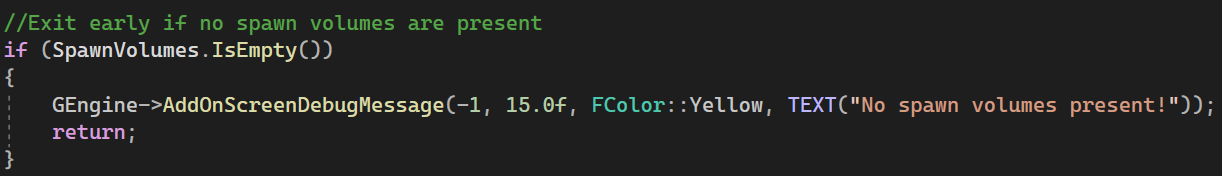 //Exit early if no spawn volumes are present
if (SpawnVolumes.IsEmpty())
{
    GEngine->AddOnScreenDebugMessage(-1, 15.0f, FColor::Yellow, TEXT("No spawn volumes present!"));
    return;
}